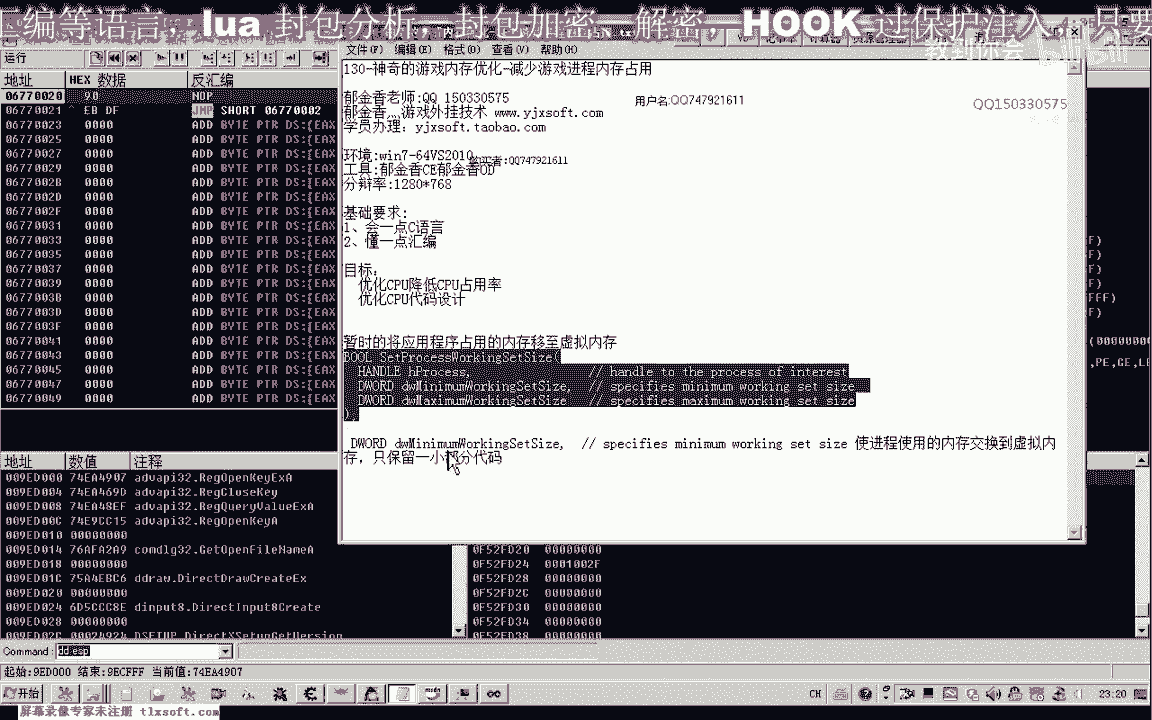 编等语言, lua 封包分析, 封包加密, 解密, HOOK 过保护注入, 只要
教到你会
文件(F) 编辑(E) 格式(O) 查看(V) 帮助(H)
130-神奇的游戏内存优化-减少游戏进程内存占用
郁金香老师:QQ 150330575
用户名:QQ747921611
QQ150330575
郁金香灬游戏外挂技术 www.yjxsoft.com
学员办理: yjxsoft.taobao.com
环境:win7-64VS2010
工具:郁金香CE郁金香OD
QQ747921611
分辩率:1280*768
基础要求:
1、会一点C语言
2、懂一点汇编
目标:
优化CPU降低CPU占用率
优化CPU代码设计
暂时的将应用程序占用的内存移至虚拟内存
BOOL SetProcessWorkingSetSize(
HANDLE hProcess, // handle to the process of interest
DWORD dwMinimumWorkingSetSize, // specifies minimum working set size
DWORD dwMaximumWorkingSetSize // specifies maximum working set size
);
DWORD dwMinimumWorkingSetSize, // specifies minimum working set size 使进程使用的内存交换到虚拟内
存, 只保留一小部分代码
运行
地址 HEX 数据 反汇编
06770020 90 NOP
06770021 ^ EB DF JMP SHORT 06770002
06770023 0000 ADD BYTE PTR DS:[EAX
06770025 0000 ADD BYTE PTR DS:[EAX
06770027 0000 ADD BYTE PTR DS:[EAX
06770029 0000 ADD BYTE PTR DS:[EAX
0677002B 0000 ADD BYTE PTR DS:[EAX
0677002D 0000 ADD BYTE PTR DS:[EAX
0677002F 0000 ADD BYTE PTR DS:[EAX
06770031 0000 ADD BYTE PTR DS:[EAX
06770033 0000 ADD BYTE PTR DS:[EAX
06770035 0000 ADD BYTE PTR DS:[EAX
06770037 0000 ADD BYTE PTR DS:[EAX
06770039 0000 ADD BYTE PTR DS:[EAX
0677003B 0000 ADD BYTE PTR DS:[EAX
0677003D 0000 ADD BYTE PTR DS:[EAX
0677003F 0000 ADD BYTE PTR DS:[EAX
06770041 0000 ADD BYTE PTR DS:[EAX
06770043 0000 ADD BYTE PTR DS:[EAX
06770045 0000 ADD BYTE PTR DS:[EAX
06770047 0000 ADD BYTE PTR DS:[EAX
06770049 0000 ADD BYTE PTR DS:[EAX
地址 数值 注释
009ED000 74EA4907 advapi32.RegOpenKeyExA
009ED004 74EA469D advapi32.RegCloseKey
009ED008 74EA48EF advapi32.RegQueryValueExA
009ED00C 74E9CC15 advapi32.RegOpenKeyA
009ED010 00000000
009ED014 76AFA2A9 comdlg32.GetOpenFileNameA
009ED018 00000000
009ED01C 75A4EBC6 ddraw.DirectDrawCreateEx
009ED020 00000000
009ED024 6D5CCC8E dinput8.DirectInput8Create
009ED028 00000000
009ED02C 00024924 DSETUP.DirectXSetupGetVersion
0F52FD20 00000000
0F52FD24 0001002F
0F52FD28 00000000
0F52FD2C 00000000
0F52FD30 00000000
0F52FD34 00000000
0F52FD38 00000000
Command: dd esp
起始:9ED000 结束:9ECFFF 当前值:74EA4907
开始
CH
23:20
屏幕录像专家未注册 tlxsoft.com